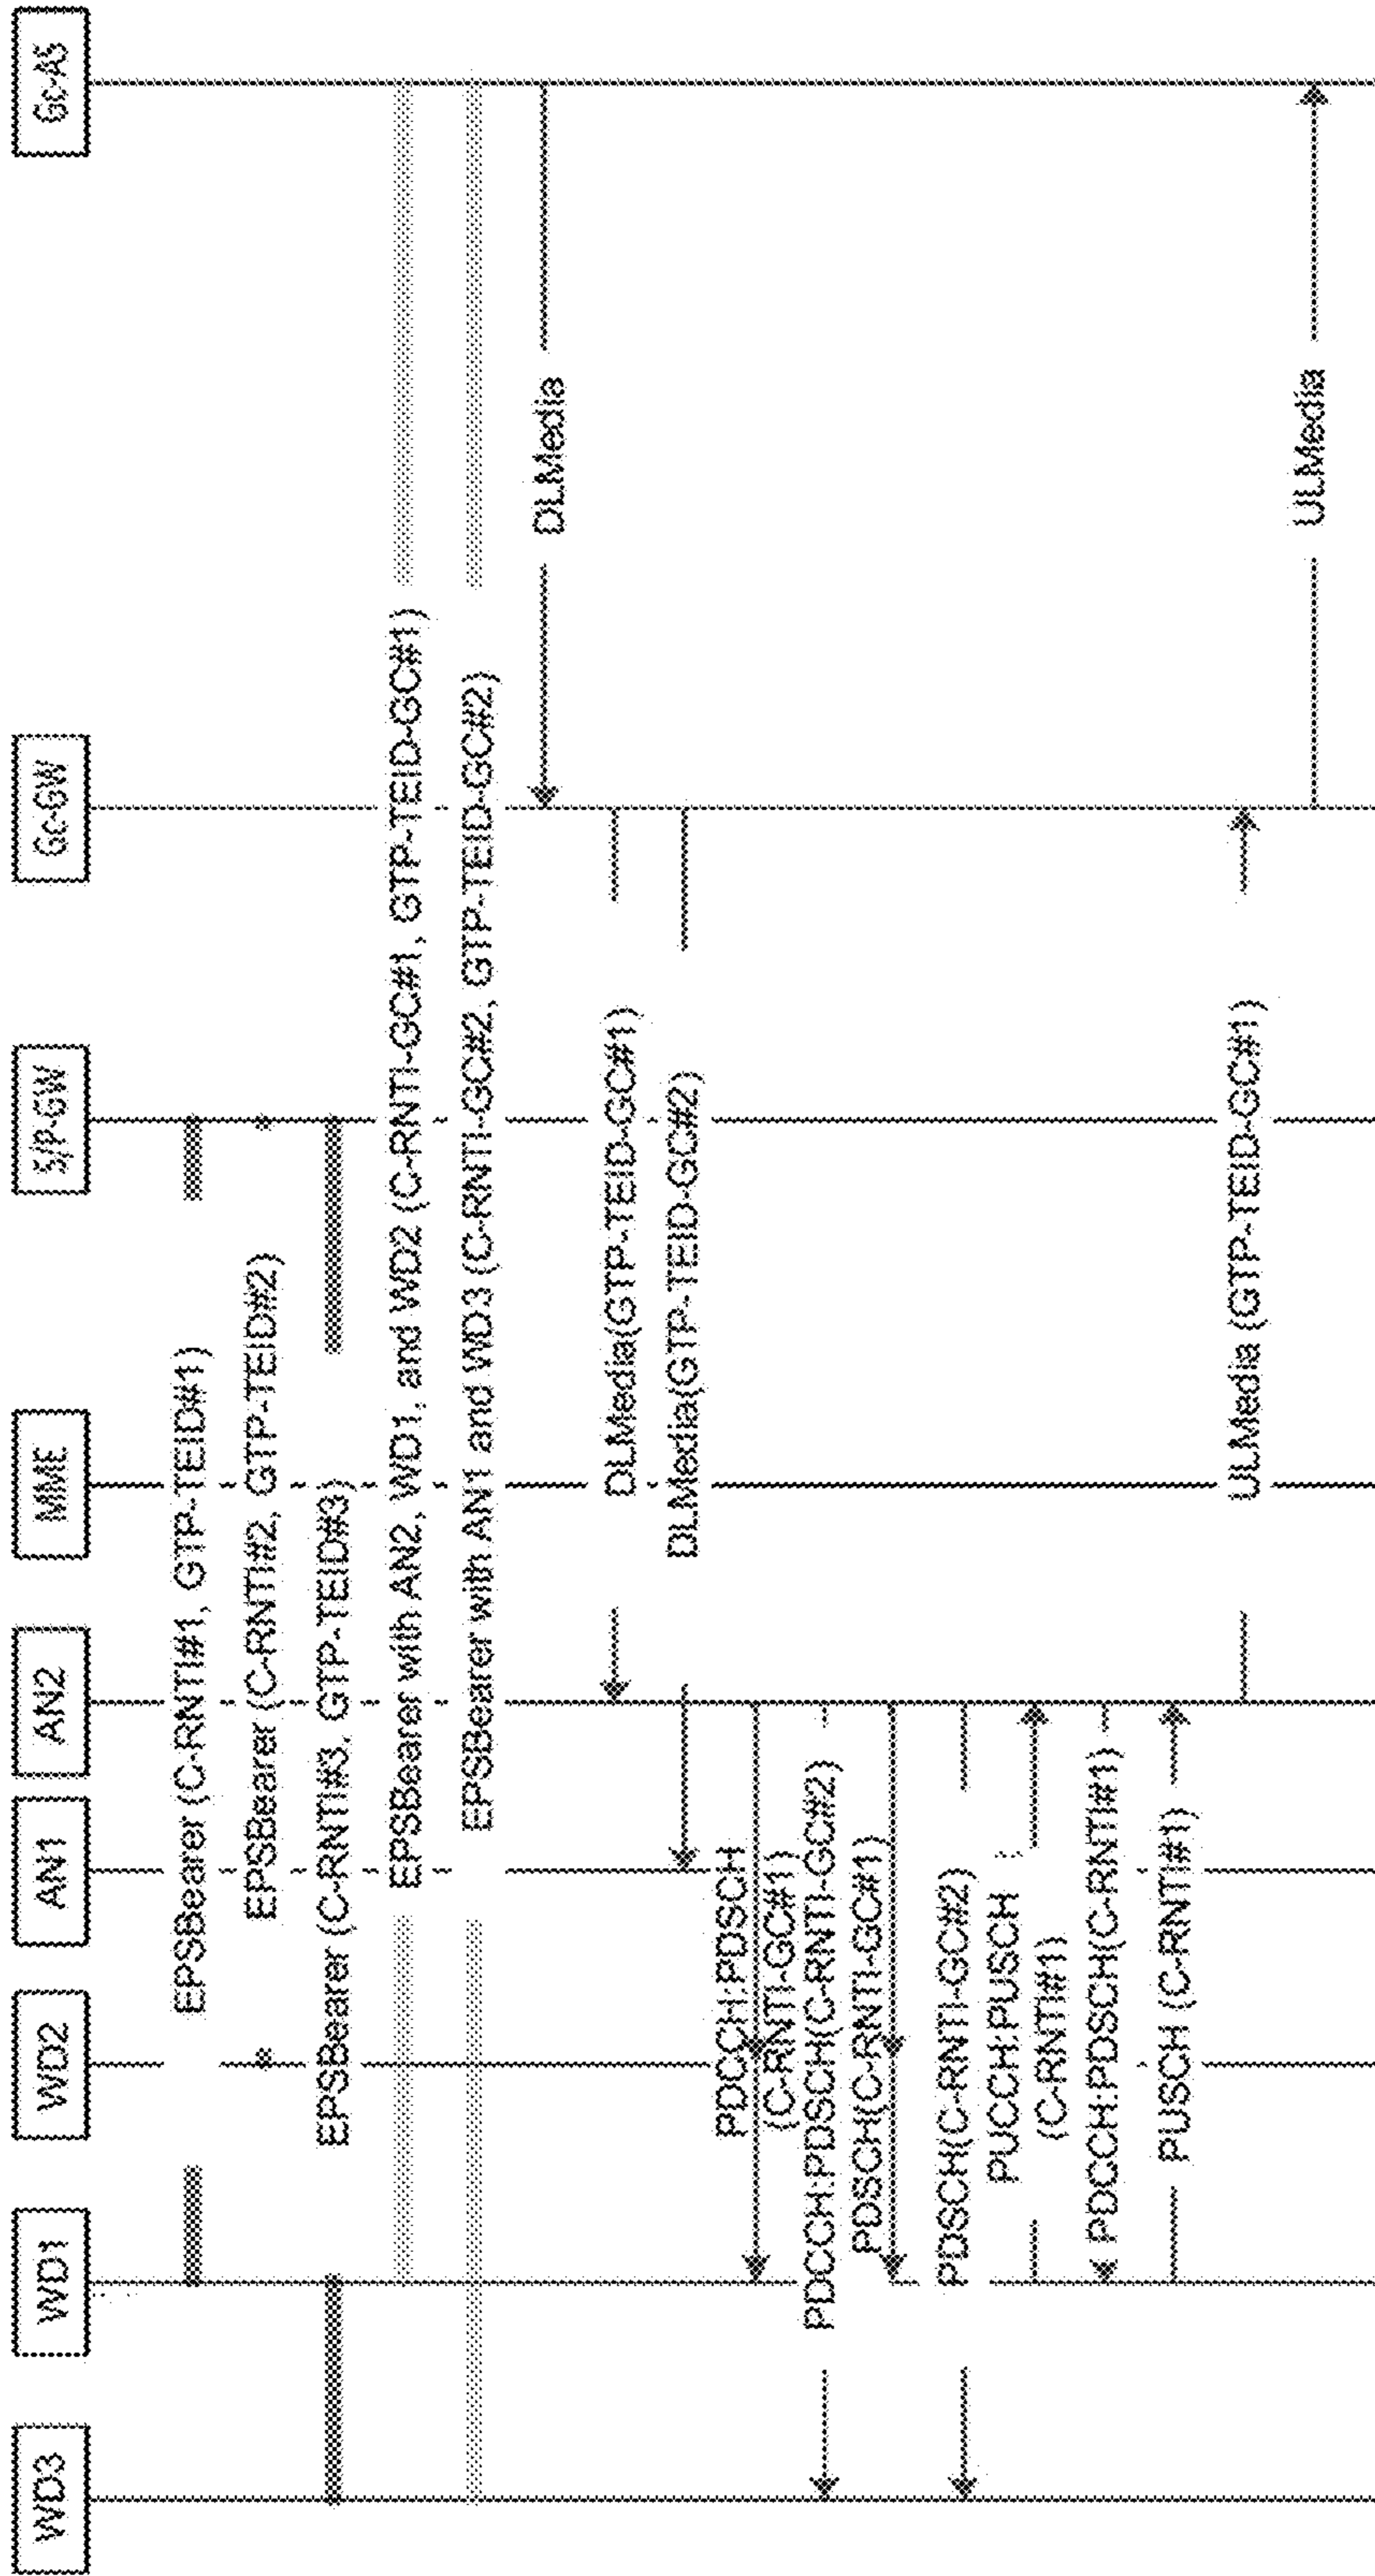 WD3
WD1
WD2
AN1
AN2
MME
S/P-GW
Gc-GW
Gc-AS
EPSBearer (C-RNTI#1, GTP-TEID#1)
EPSBearer (C-RNTI#2, GTP-TEID#2)
EPSBearer (C-RNTI#3, GTP-TEID#3)
EPSBearer with AN2, WD1, and WD2 (C-RNTI-GC#1, GTP-TEID-GC#1)
EPSBearer with AN1 and WD3 (C-RNTI-GC#2, GTP-TEID-GC#2)
DLMedia
DLMedia(GTP-TEID-GC#1)
DLMedia(GTP-TEID-GC#2)
PDCCH:PDSCH
(C-RNTI-GC#1)
PDCCH:PDSCH(C-RNTI-GC#2)
PDSCH(C-RNTI-GC#1)
PDSCH(C-RNTI-GC#2)
PUCCH:PUSCH
(C-RNTI#1)
PDCCH:PDSCH(C-RNTI#1)
PUSCH (C-RNTI#1)
ULMedia (GTP-TEID-GC#1)
ULMedia